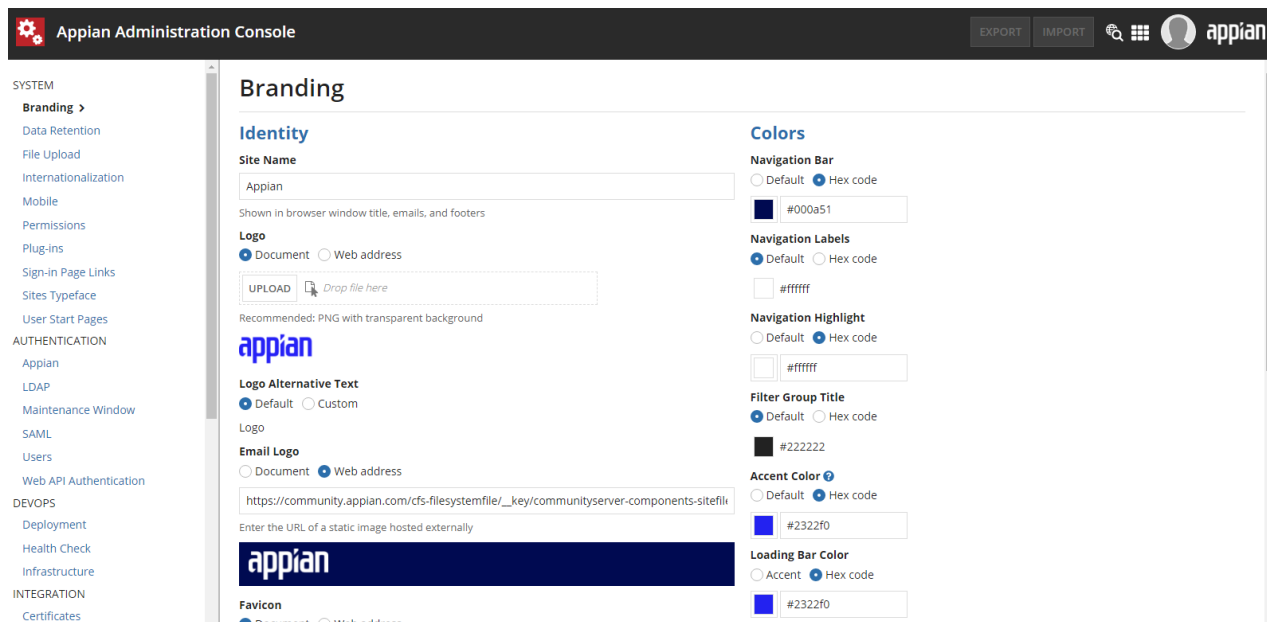 Appian Administration Console
EXPORT
IMPORT
appian
SYSTEM
Branding
Data Retention
File Upload
Internationalization
Mobile
Permissions
Plug-ins
Sign-in Page Links
Sites Typeface
User Start Pages
AUTHENTICATION
Appian
LDAP
Maintenance Window
SAML
Users
Web API Authentication
DEVOPS
Deployment
Health Check
Infrastructure
INTEGRATION
Certificates
Branding
Identity
Site Name
Appian
Shown in browser window title, emails, and footers
Logo
Document Web address
UPLOAD Drop file here
Recommended: PNG with transparent background
appian
Logo Alternative Text
Default Custom
Logo
Email Logo
Document Web address
https://community.appian.com/cfs-filesystemfile/__key/communityserver-components-sitefile
Enter the URL of a static image hosted externally
appian
Favicon
Document Web address
Colors
Navigation Bar
Default Hex code
#000a51
Navigation Labels
Default Hex code
#ffffff
Navigation Highlight
Default Hex code
#ffffff
Filter Group Title
Default Hex code
#222222
Accent Color ?
Default Hex code
#2322f0
Loading Bar Color
Accent Hex code
#2322f0